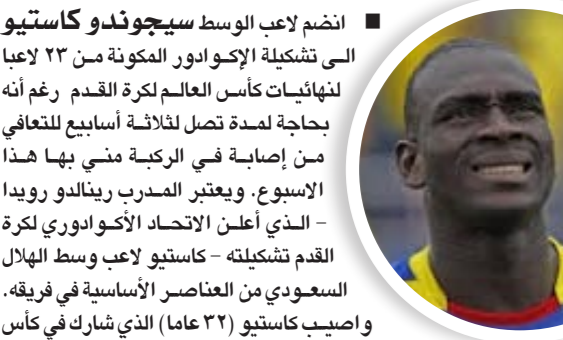 ■ انضم لاعب الوسط سيجوندو كاستيو
الى تشكيلة الإكوادور المكونة من ٢٣ لاعبا
لنهائيات كأس العالم لكرة القدم رغم أنه
بحاجة لمدة تصل لثلاثة أسابيع للتعافي
من إصابة في الركبة مني بها هذا
الاسبوع. ويعتبر المدرب رينالدو رويدا
– الذي أعلن الاتحاد الأكوادوري لكرة
القدم تشكيلته – كاستيو لاعب وسط الهلال
السعودي من العناصر الأساسية في فريقه.
واصيب كاستيو (٣٢ عاما) الذي شارك في كأس